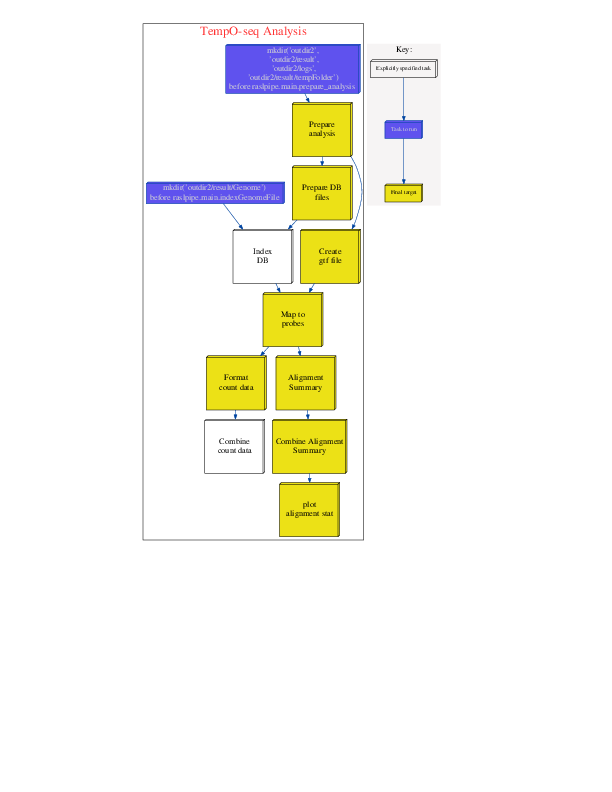 TempO-seq Analysis
mkdir('outdir2',
'outdir2/result',
'outdir2/logs',
'outdir2/result/tempFolder')
before raslpipe.main.prepare_analysis
Prepare
analysis
mkdir('outdir2/result/Genome')
before raslpipe.main.indexGenomeFile
Prepare DB
files
Index
DB
Create
gtf file
Map to
probes
Format
count data
Alignment
Summary
Combine
count data
Combine Alignment
Summary
plot
alignment stat
Key:
Explicitly specified task
Task to run
Final target